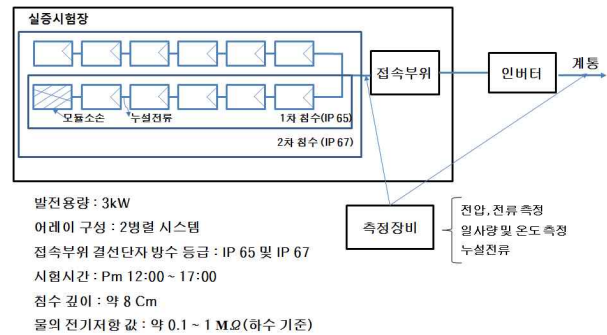 실증시험장
모듈소손
누설전류
1차 침수(IP 65)
2차 침수 (IP 67)
접속부위
인버터
계통
측정장비
전압, 전류 측정
일사량 및 온도 측정
누설전류
발전용량 : 3kW
어레이 구성 : 2병렬 시스템
접속부위 결선단자 방수 등급 : IP 65 및 IP 67
시험시간 : Pm 12:00 ~ 17:00
침수 깊이 : 약 8 Cm
물의 전기저항 값 : 약 0.1 ~ 1 MΩ(하수 기준)